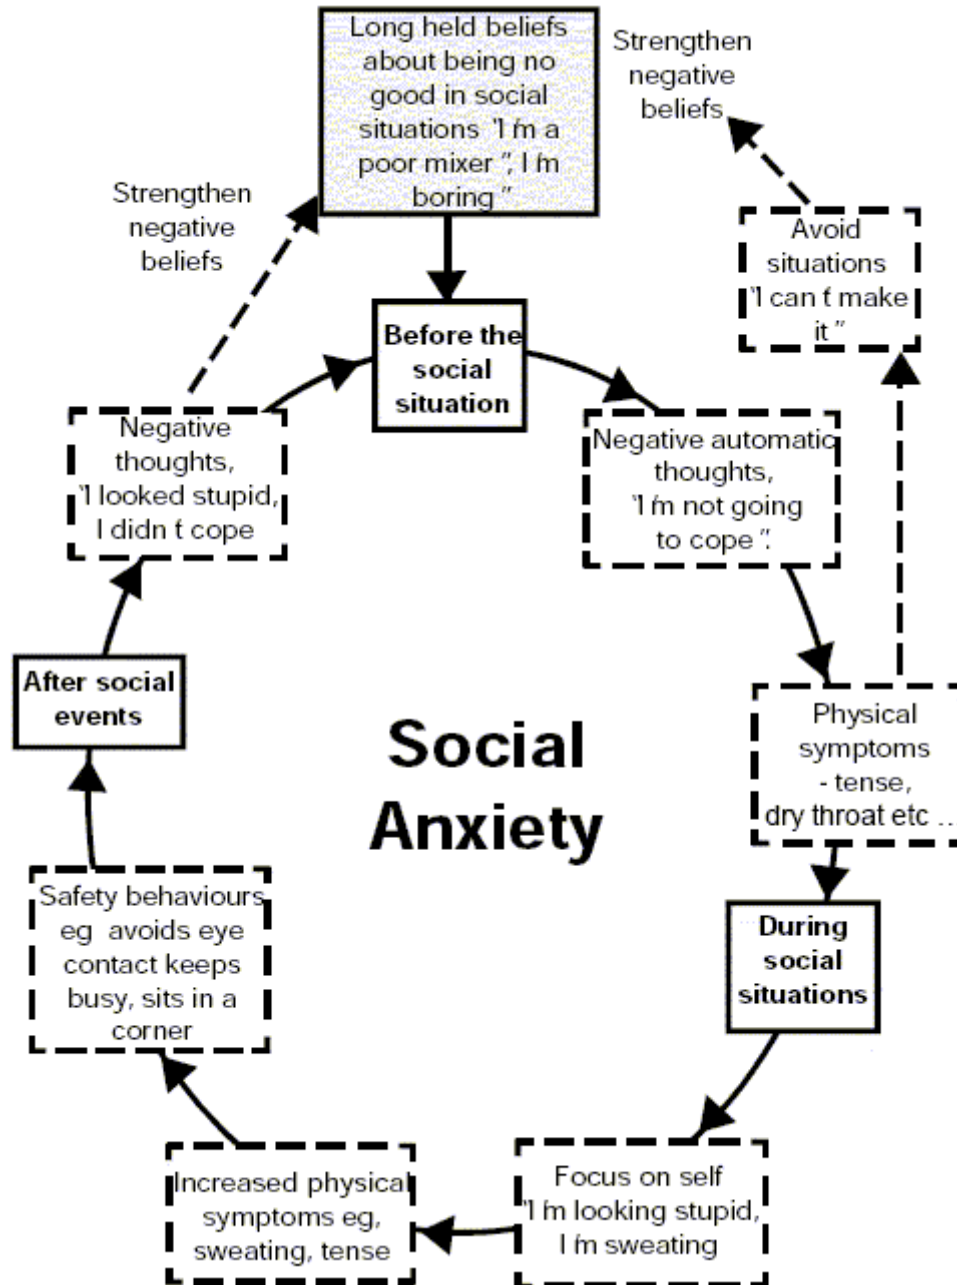 Long held beliefs
about being no
good in social
situations "I'm a
poor mixer", I'm
boring"
Strengthen
negative
beliefs
Strengthen
negative
beliefs
Avoid
situations
"I can't make
it"
Before the
social
situation
Negative automatic
thoughts,
"I'm not going
to cope".
Physical
symptoms
- tense,
dry throat etc ...
During
social
situations
Focus on self
"I'm looking stupid,
I'm sweating
Increased physical
symptoms eg,
sweating, tense
Safety behaviours
eg avoids eye
contact keeps
busy, sits in a
corner
After social
events
Negative
thoughts,
"I looked stupid,
I didn't cope
Social
Anxiety